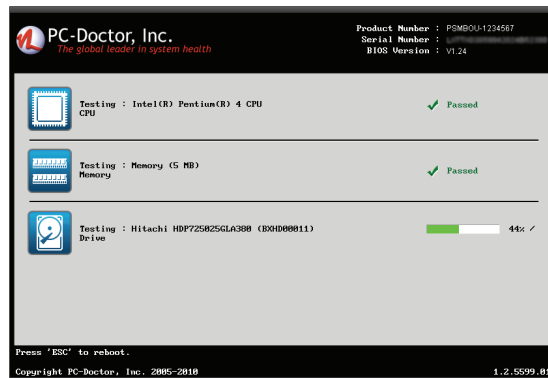 PC-Doctor, Inc.
The global leader in system health
Product Number : PSMBOU-1234567
Serial Number :
BIOS Version : V1.24
Testing : Intel(R) Pentium(R) 4 CPU
CPU
Passed
Testing : Memory (5 MB)
Memory
Passed
Testing : Hitachi HDP725025GLA380 (BXHD00011)
Drive
44% /
Press 'ESC' to reboot.
Copyright PC-Doctor, Inc. 2005-2010
1.2.5599.01